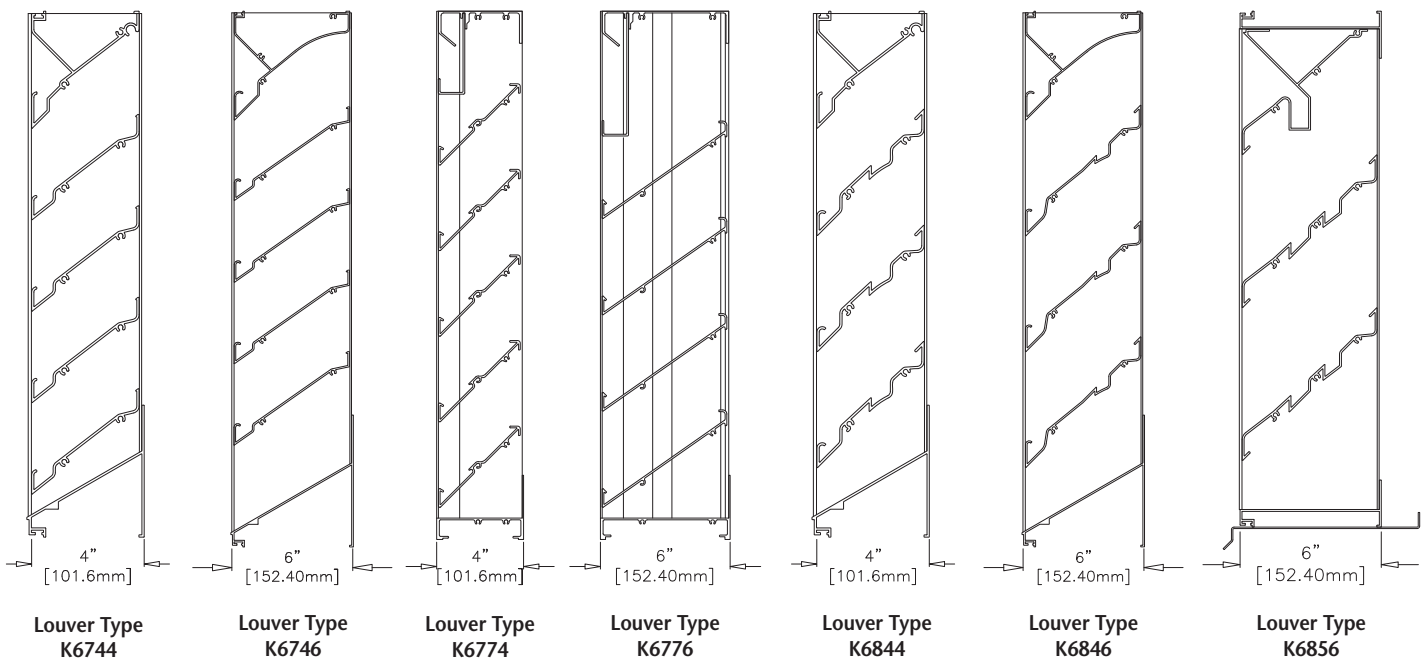 4”
[101.6mm]
6”
[152.40mm]
4”
[101.6mm]
6”
[152.40mm]
4”
[101.6mm]
6”
[152.40mm]
6”
[152.40mm]
Louver Type
K6744
Louver Type
K6746
Louver Type
K6774
Louver Type
K6776
Louver Type
K6844
Louver Type
K6846
Louver Type
K6856